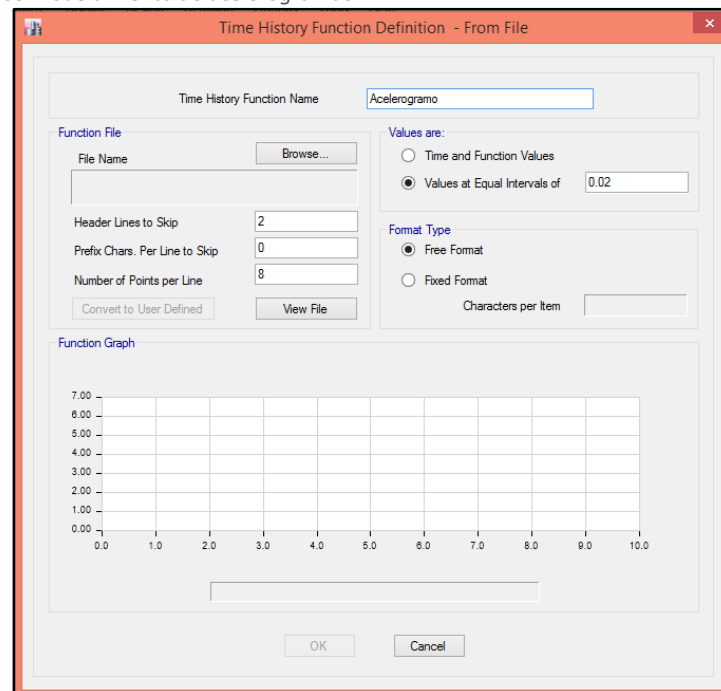 Time History Function Definition - From File
Time History Function Name Acelerogramo
Function File
File Name Browse...
Header Lines to Skip 2
Prefix Chars. Per Line to Skip 0
Number of Points per Line 8
Convert to User Defined View File
Values are:
Time and Function Values
Values at Equal Intervals of 0.02
Format Type
Free Format
Fixed Format
Characters per Item
Function Graph
7.00
6.00
5.00
4.00
3.00
2.00
1.00
0.00
0.0 1.0 2.0 3.0 4.0 5.0 6.0 7.0 8.0 9.0 10.0
OK Cancel